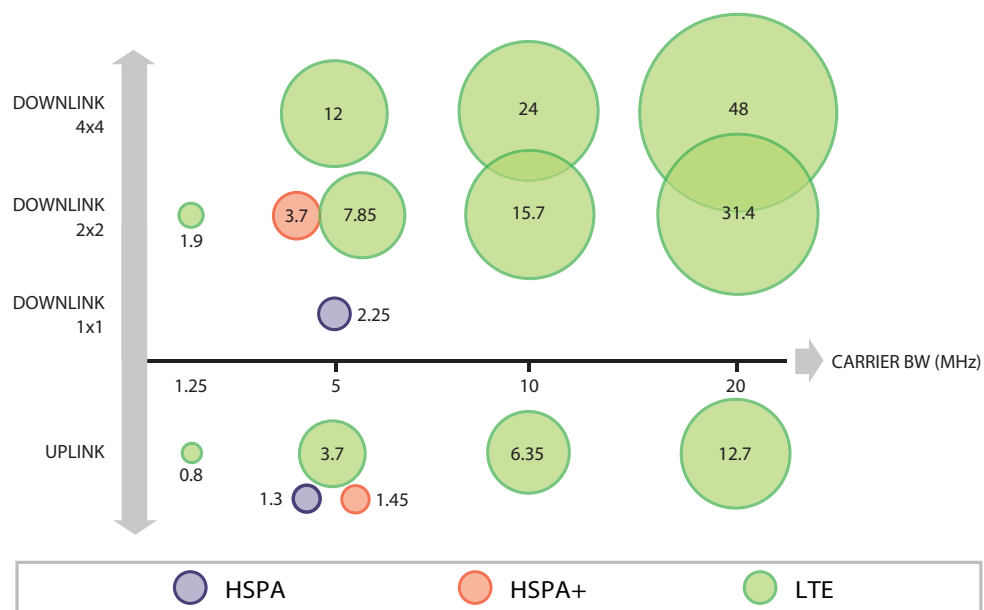 DOWNLINK
4x4
12
24
48
DOWNLINK
2x2
1.9
3.7
7.85
15.7
31.4
DOWNLINK
1x1
2.25
CARRIER BW (MHz)
1.25
5
10
20
UPLINK
0.8
3.7
6.35
12.7
1.3
1.45
HSPA
HSPA+
LTE